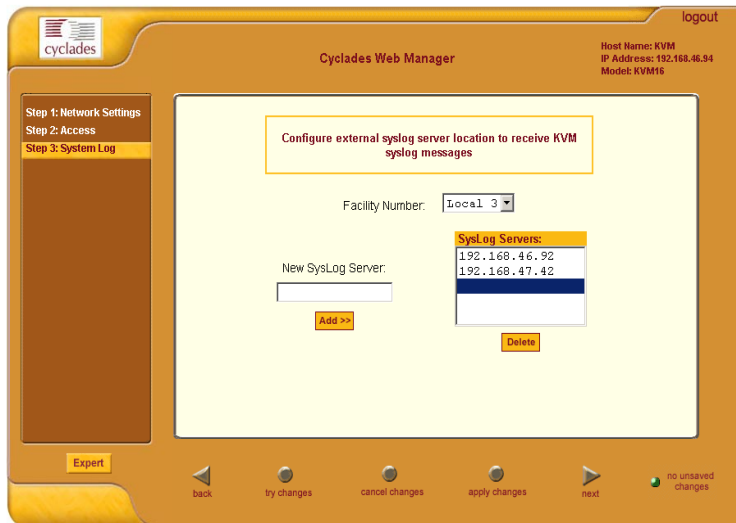 logout
cyclades
Cyclades Web Manager
Host Name: KVM
IP Address: 192.168.46.94
Model: KVM16
Step 1: Network Settings
Step 2: Access
Step 3: System Log
Configure external syslog server location to receive KVM
syslog messages
Facility Number:
Local 3
SysLog Servers:
192.168.46.92
192.168.47.42
New SysLog Server:
Add >>
Delete
Expert
back
try changes
cancel changes
apply changes
next
no unsaved
changes